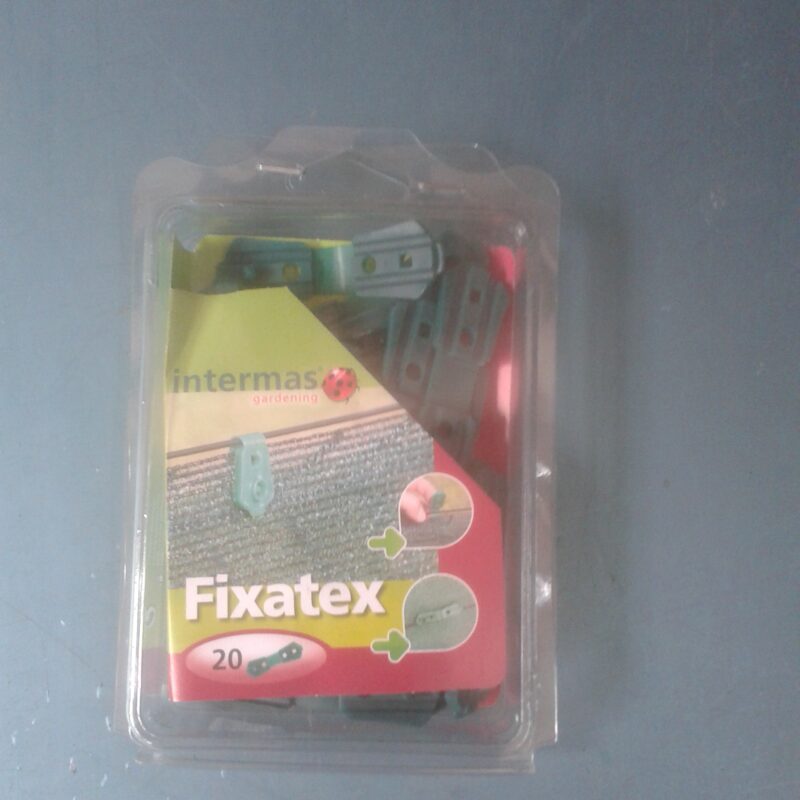 intermas®
gardening
Fixatex
20